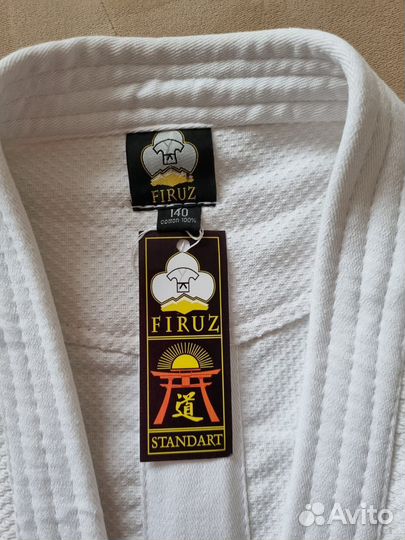 FIRUZ
140
COTTON 100%
FIRUZ
道
STANDART
Avito